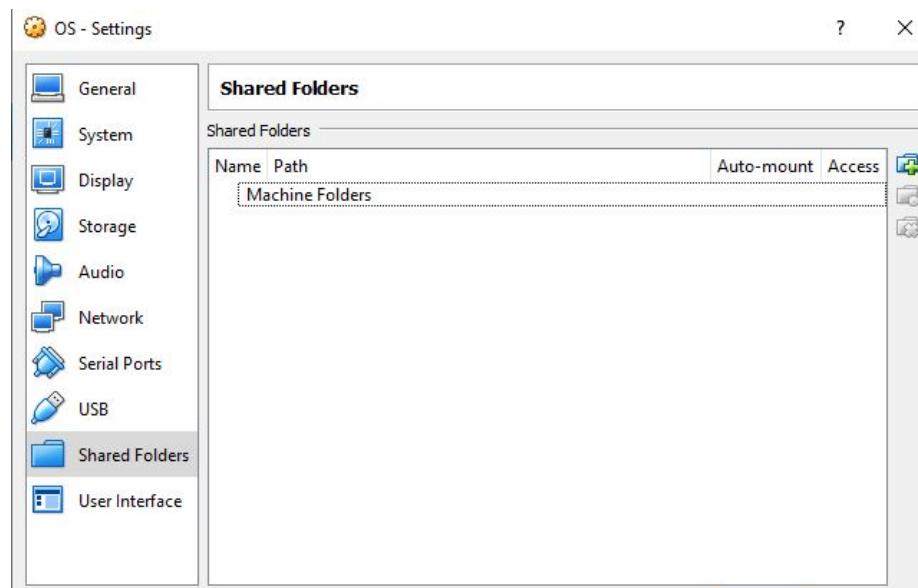 OS - Settings
?
General
System
Display
Storage
Audio
Network
Serial Ports
USB
Shared Folders
User Interface
Shared Folders
Shared Folders
Name Path Auto-mount Access
Machine Folders